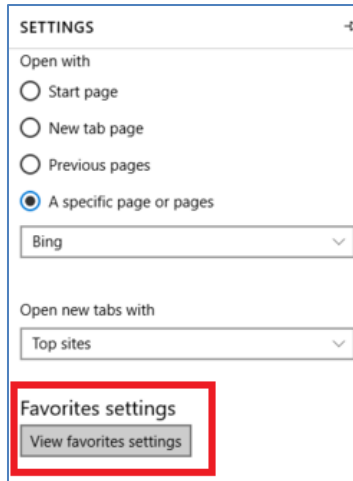 SETTINGS
Open with
Start page
New tab page
Previous pages
A specific page or pages
Bing
Open new tabs with
Top sites
Favorites settings
View favorites settings